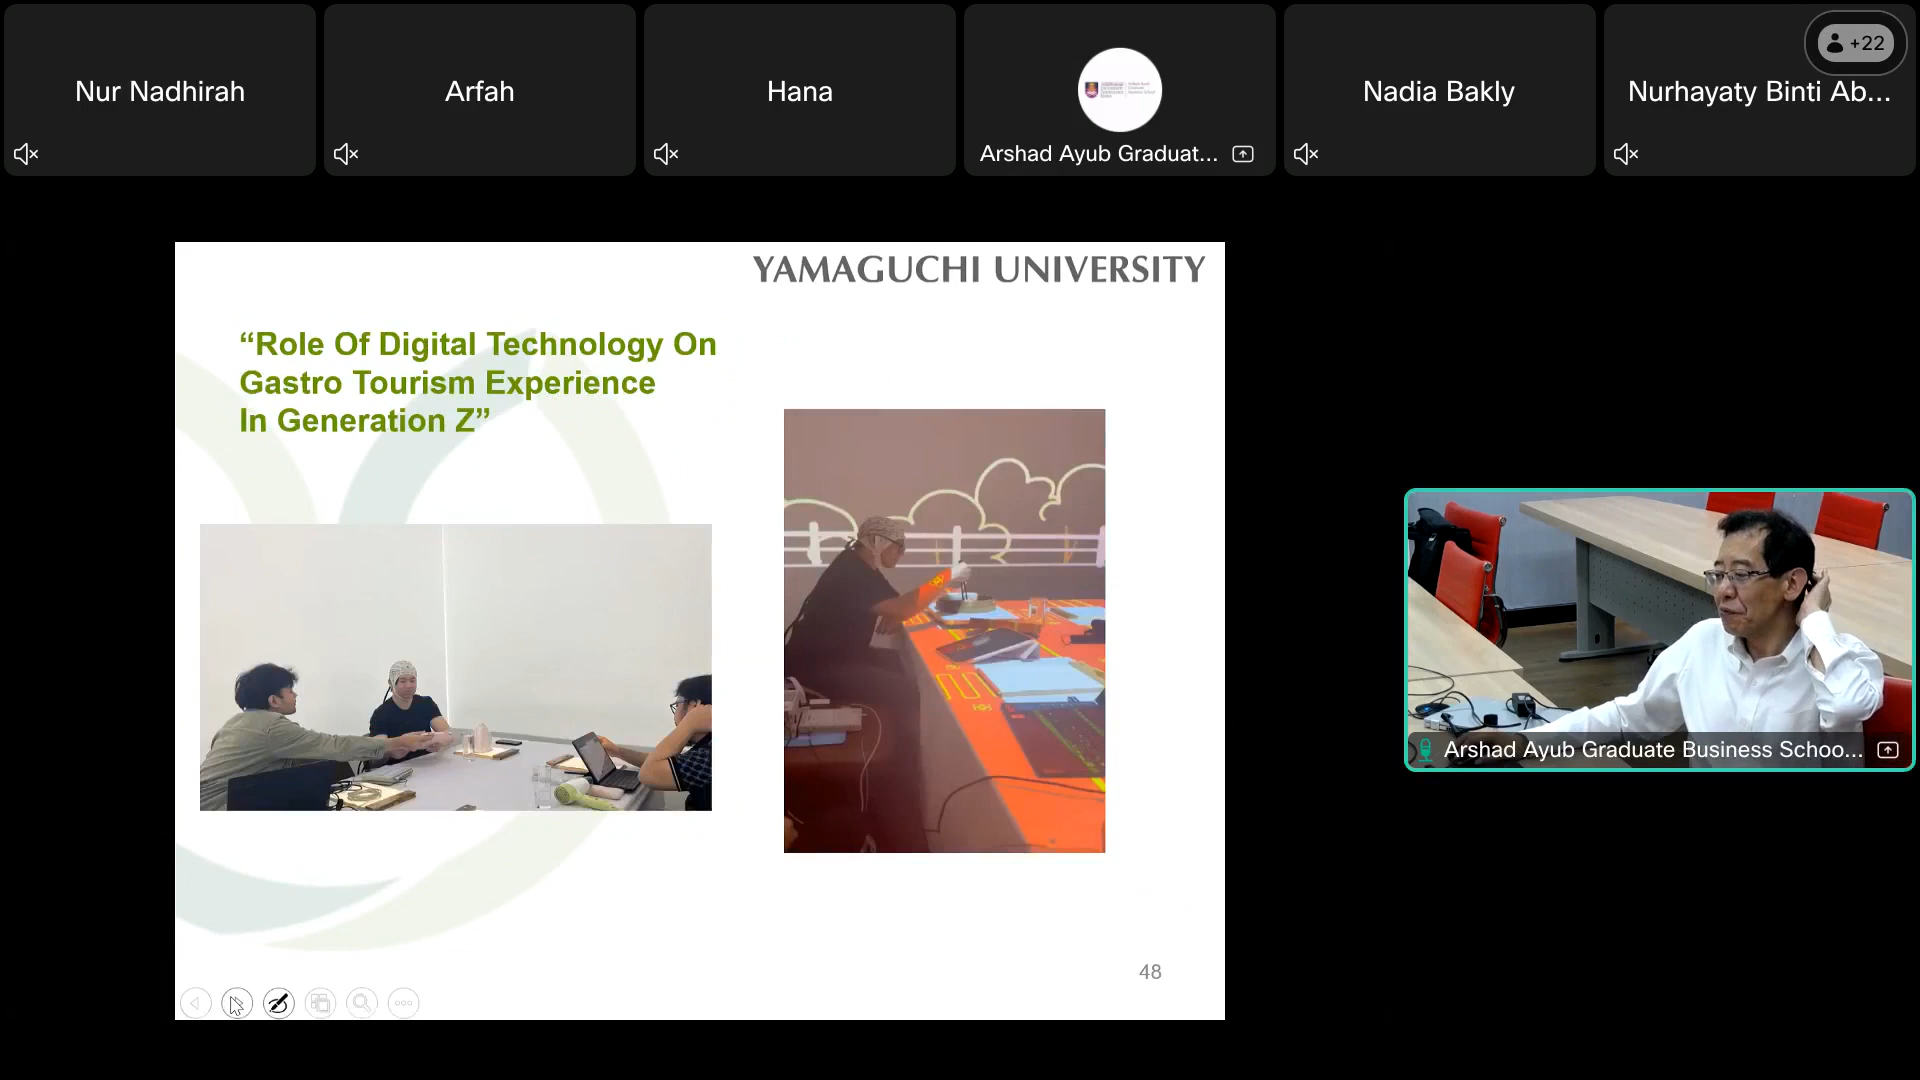 Nur Nadhirah
Arfah
Hana
Arshad Ayub Graduat...
Nadia Bakly
Nurhayaty Binti Ab...
+22
YAMAGUCHI UNIVERSITY
“Role Of Digital Technology On
Gastro Tourism Experience
In Generation Z”
Arshad Ayub Graduate Business Schoo...
48